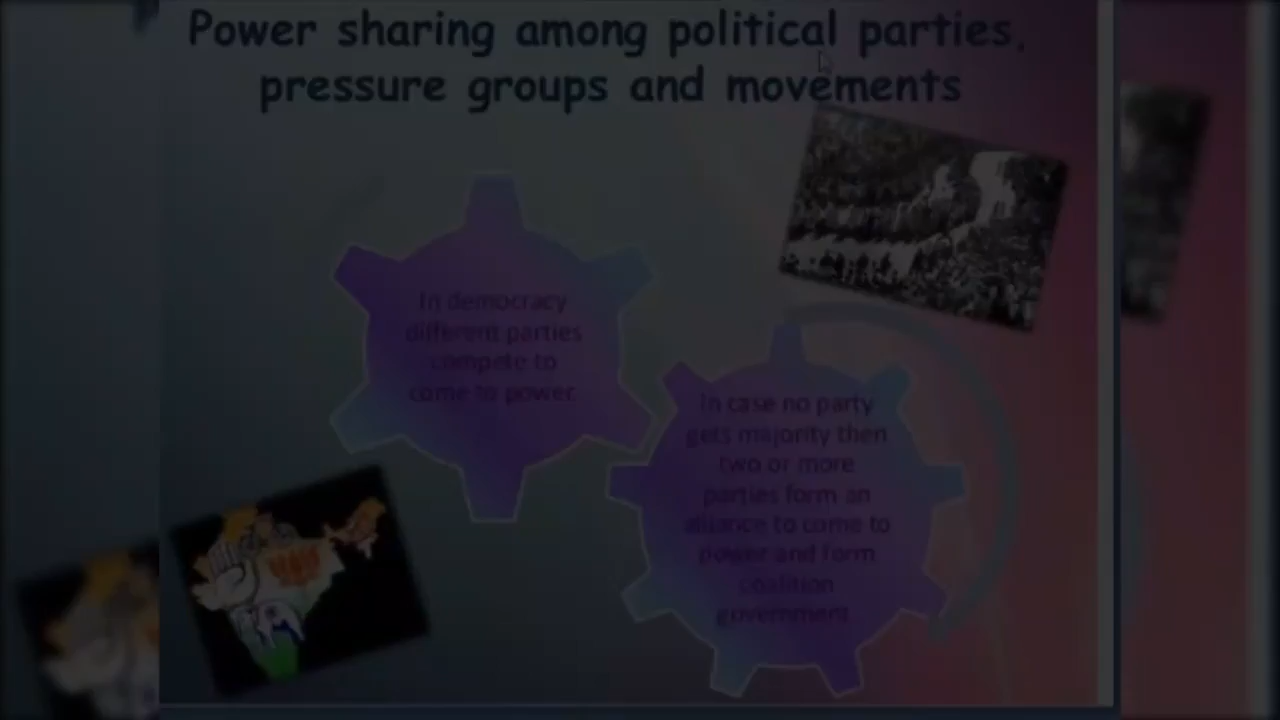 Power sharing among political parties,
pressure groups and movements
In democracy
different parties
compete to
come to power
In case no party
gets majority then
two or more
parties form an
alliance to come to
power and form
coalition
government